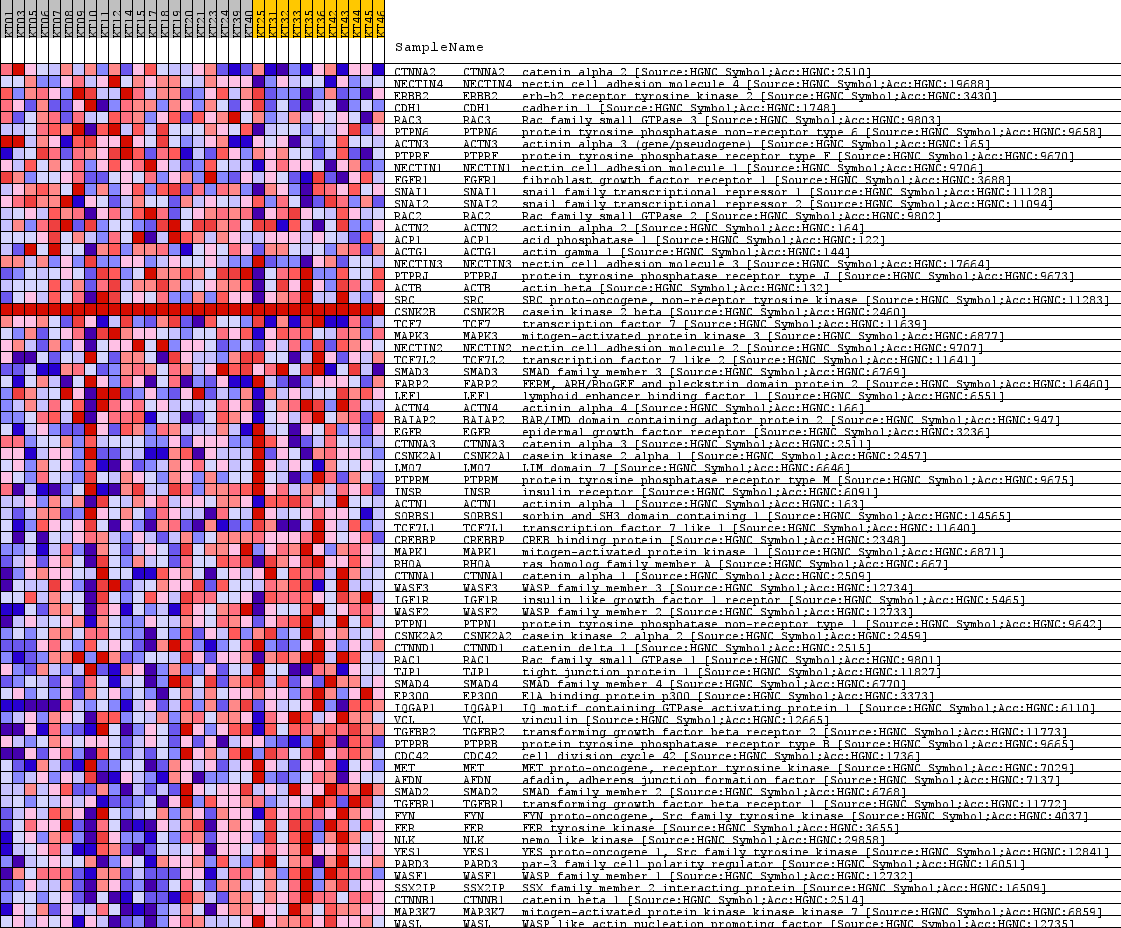 KT01 KT03 KT05 KT06 KT07 KT08 KT09 KT10 KT11 KT12 KT14 KT15 KT17 KT18 KT19 KT20 KT21 KT23 KT24 KT39 KT40 KT25 KT31 KT32 KT33 KT35 KT36 KT42 KT43 KT44 KT45 KT46
SampleName
CTNNA2 CTNNA2 catenin alpha 2 [Source:HGNC Symbol;Acc:HGNC:2510]
NECTIN4 NECTIN4 nectin cell adhesion molecule 4 [Source:HGNC Symbol;Acc:HGNC:19688]
ERBB2 ERBB2 erb-b2 receptor tyrosine kinase 2 [Source:HGNC Symbol;Acc:HGNC:3430]
CDH1 CDH1 cadherin 1 [Source:HGNC Symbol;Acc:HGNC:1748]
RAC3 RAC3 Rac family small GTPase 3 [Source:HGNC Symbol;Acc:HGNC:9803]
PTPN6 PTPN6 protein tyrosine phosphatase non-receptor type 6 [Source:HGNC Symbol;Acc:HGNC:9658]
ACTN3 ACTN3 actinin alpha 3 (gene/pseudogene) [Source:HGNC Symbol;Acc:HGNC:165]
PTPRF PTPRF protein tyrosine phosphatase receptor type F [Source:HGNC Symbol;Acc:HGNC:9670]
NECTIN1 NECTIN1 nectin cell adhesion molecule 1 [Source:HGNC Symbol;Acc:HGNC:9706]
FGFR1 FGFR1 fibroblast growth factor receptor 1 [Source:HGNC Symbol;Acc:HGNC:3688]
SNAI1 SNAI1 snail family transcriptional repressor 1 [Source:HGNC Symbol;Acc:HGNC:11128]
SNAI2 SNAI2 snail family transcriptional repressor 2 [Source:HGNC Symbol;Acc:HGNC:11094]
RAC2 RAC2 Rac family small GTPase 2 [Source:HGNC Symbol;Acc:HGNC:9802]
ACTN2 ACTN2 actinin alpha 2 [Source:HGNC Symbol;Acc:HGNC:164]
ACP1 ACP1 acid phosphatase 1 [Source:HGNC Symbol;Acc:HGNC:122]
ACTG1 ACTG1 actin gamma 1 [Source:HGNC Symbol;Acc:HGNC:144]
NECTIN3 NECTIN3 nectin cell adhesion molecule 3 [Source:HGNC Symbol;Acc:HGNC:17664]
PTPRJ PTPRJ protein tyrosine phosphatase receptor type J [Source:HGNC Symbol;Acc:HGNC:9673]
ACTB ACTB actin beta [Source:HGNC Symbol;Acc:HGNC:132]
SRC SRC SRC proto-oncogene, non-receptor tyrosine kinase [Source:HGNC Symbol;Acc:HGNC:11283]
CSNK2B CSNK2B casein kinase 2 beta [Source:HGNC Symbol;Acc:HGNC:2460]
TCF7 TCF7 transcription factor 7 [Source:HGNC Symbol;Acc:HGNC:11639]
MAPK3 MAPK3 mitogen-activated protein kinase 3 [Source:HGNC Symbol;Acc:HGNC:6877]
NECTIN2 NECTIN2 nectin cell adhesion molecule 2 [Source:HGNC Symbol;Acc:HGNC:9707]
TCF7L2 TCF7L2 transcription factor 7 like 2 [Source:HGNC Symbol;Acc:HGNC:11641]
SMAD3 SMAD3 SMAD family member 3 [Source:HGNC Symbol;Acc:HGNC:6769]
FARP2 FARP2 FERM, ARH/RhoGEF and pleckstrin domain protein 2 [Source:HGNC Symbol;Acc:HGNC:16460]
LEF1 LEF1 lymphoid enhancer binding factor 1 [Source:HGNC Symbol;Acc:HGNC:6551]
ACTN4 ACTN4 actinin alpha 4 [Source:HGNC Symbol;Acc:HGNC:166]
BAIAP2 BAIAP2 BAR/IMD domain containing adaptor protein 2 [Source:HGNC Symbol;Acc:HGNC:947]
EGFR EGFR epidermal growth factor receptor [Source:HGNC Symbol;Acc:HGNC:3236]
CTNNA3 CTNNA3 catenin alpha 3 [Source:HGNC Symbol;Acc:HGNC:2511]
CSNK2A1 CSNK2A1 casein kinase 2 alpha 1 [Source:HGNC Symbol;Acc:HGNC:2457]
LMO7 LMO7 LIM domain 7 [Source:HGNC Symbol;Acc:HGNC:6646]
PTPRM PTPRM protein tyrosine phosphatase receptor type M [Source:HGNC Symbol;Acc:HGNC:9675]
INSR INSR insulin receptor [Source:HGNC Symbol;Acc:HGNC:6091]
ACTN1 ACTN1 actinin alpha 1 [Source:HGNC Symbol;Acc:HGNC:163]
SORBS1 SORBS1 sorbin and SH3 domain containing 1 [Source:HGNC Symbol;Acc:HGNC:14565]
TCF7L1 TCF7L1 transcription factor 7 like 1 [Source:HGNC Symbol;Acc:HGNC:11640]
CREBBP CREBBP CREB binding protein [Source:HGNC Symbol;Acc:HGNC:2348]
MAPK1 MAPK1 mitogen-activated protein kinase 1 [Source:HGNC Symbol;Acc:HGNC:6871]
RHOA RHOA ras homolog family member A [Source:HGNC Symbol;Acc:HGNC:667]
CTNNA1 CTNNA1 catenin alpha 1 [Source:HGNC Symbol;Acc:HGNC:2509]
WASF3 WASF3 WASP family member 3 [Source:HGNC Symbol;Acc:HGNC:12734]
IGF1R IGF1R insulin like growth factor 1 receptor [Source:HGNC Symbol;Acc:HGNC:5465]
WASF2 WASF2 WASP family member 2 [Source:HGNC Symbol;Acc:HGNC:12733]
PTPN1 PTPN1 protein tyrosine phosphatase non-receptor type 1 [Source:HGNC Symbol;Acc:HGNC:9642]
CSNK2A2 CSNK2A2 casein kinase 2 alpha 2 [Source:HGNC Symbol;Acc:HGNC:2459]
CTNND1 CTNND1 catenin delta 1 [Source:HGNC Symbol;Acc:HGNC:2515]
RAC1 RAC1 Rac family small GTPase 1 [Source:HGNC Symbol;Acc:HGNC:9801]
TJP1 TJP1 tight junction protein 1 [Source:HGNC Symbol;Acc:HGNC:11827]
SMAD4 SMAD4 SMAD family member 4 [Source:HGNC Symbol;Acc:HGNC:6770]
EP300 EP300 E1A binding protein p300 [Source:HGNC Symbol;Acc:HGNC:3373]
IQGAP1 IQGAP1 IQ motif containing GTPase activating protein 1 [Source:HGNC Symbol;Acc:HGNC:6110]
VCL VCL vinculin [Source:HGNC Symbol;Acc:HGNC:12665]
TGFBR2 TGFBR2 transforming growth factor beta receptor 2 [Source:HGNC Symbol;Acc:HGNC:11773]
PTPRB PTPRB protein tyrosine phosphatase receptor type B [Source:HGNC Symbol;Acc:HGNC:9665]
CDC42 CDC42 cell division cycle 42 [Source:HGNC Symbol;Acc:HGNC:1736]
MET MET MET proto-oncogene, receptor tyrosine kinase [Source:HGNC Symbol;Acc:HGNC:7029]
AFDN AFDN afadin, adherens junction formation factor [Source:HGNC Symbol;Acc:HGNC:7137]
SMAD2 SMAD2 SMAD family member 2 [Source:HGNC Symbol;Acc:HGNC:6768]
TGFBR1 TGFBR1 transforming growth factor beta receptor 1 [Source:HGNC Symbol;Acc:HGNC:11772]
FYN FYN FYN proto-oncogene, Src family tyrosine kinase [Source:HGNC Symbol;Acc:HGNC:4037]
FER FER FER tyrosine kinase [Source:HGNC Symbol;Acc:HGNC:3655]
NLK NLK nemo like kinase [Source:HGNC Symbol;Acc:HGNC:29858]
YES1 YES1 YES proto-oncogene 1, Src family tyrosine kinase [Source:HGNC Symbol;Acc:HGNC:12841]
PARD3 PARD3 par-3 family cell polarity regulator [Source:HGNC Symbol;Acc:HGNC:16051]
WASF1 WASF1 WASP family member 1 [Source:HGNC Symbol;Acc:HGNC:12732]
SSX2IP SSX2IP SSX family member 2 interacting protein [Source:HGNC Symbol;Acc:HGNC:16509]
CTNNB1 CTNNB1 catenin beta 1 [Source:HGNC Symbol;Acc:HGNC:2514]
MAP3K7 MAP3K7 mitogen-activated protein kinase kinase kinase 7 [Source:HGNC Symbol;Acc:HGNC:6859]
WASL WASL WASP like actin nucleation promoting factor [Source:HGNC Symbol;Acc:HGNC:12735]